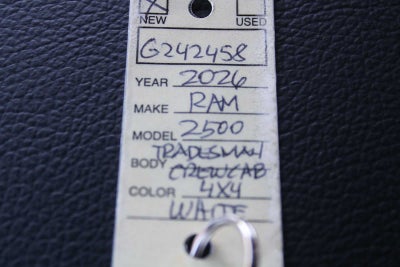 NEW USED
G242458
YEAR 2026
MAKE RAM
MODEL 2500
TRADESMAN
BODY CREWCAB
COLOR 4X4
WHITE